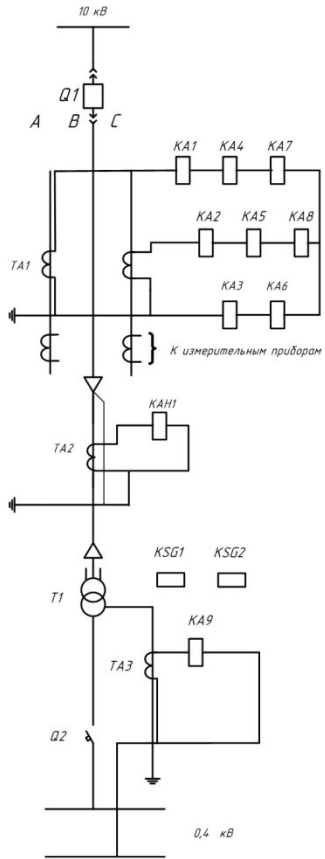 10 кВ
Q1
A B C
KA1 KA4 KA7
KA2 KA5 KA8
TA1
KA3 KA6
К измерительным приборам
KAH1
TA2
KSG1 KSG2
T1
KA9
TA3
Q2
0,4 кВ